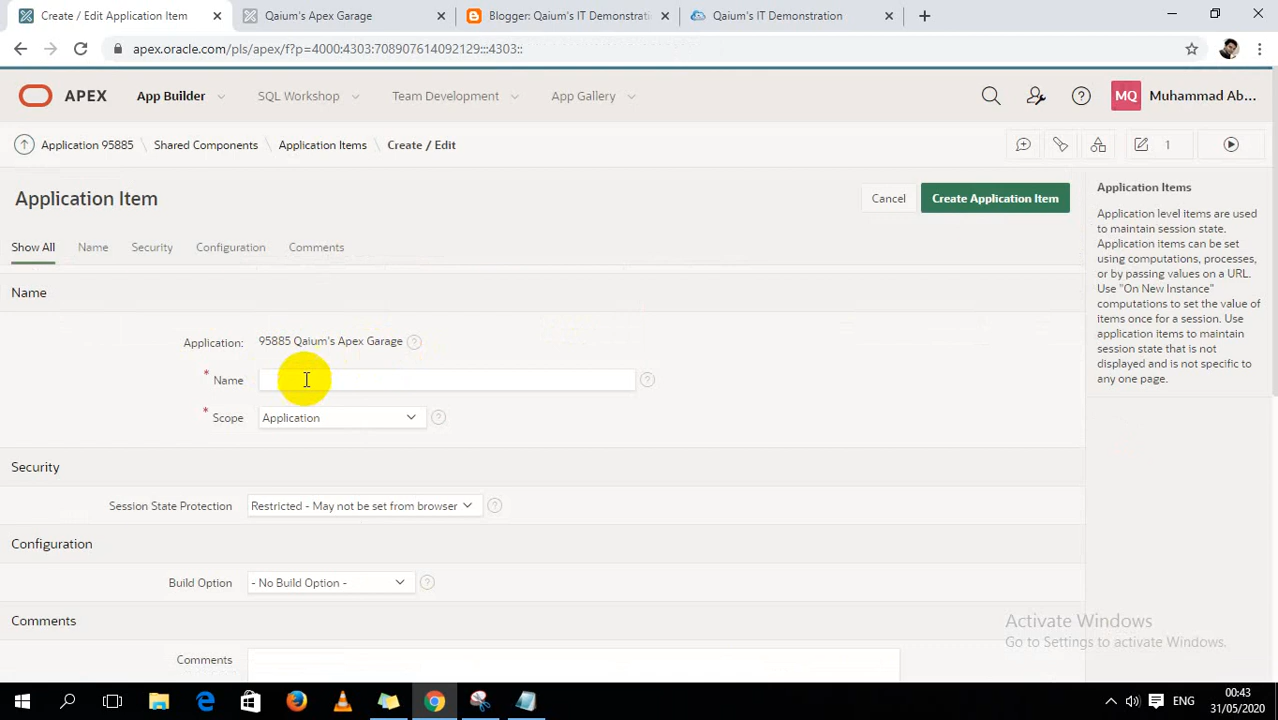 Create / Edit Application Item
Qaium's Apex Garage
Blogger: Qaium's IT Demonstrati
Qaium's IT Demonstration
apex.oracle.com/pls/apex/f?p=4000:4303:708907614092129:::4303::
APEX
App Builder
SQL Workshop
Team Development
App Gallery
MQ
Muhammad Ab...
Application 95885
Shared Components
Application Items
Create / Edit
1
Application Item
Cancel
Create Application Item
Show All
Name
Security
Configuration
Comments
Name
Application:
95885 Qaium's Apex Garage
* Name
* Scope
Application
Security
Session State Protection
Restricted - May not be set from browser
Configuration
Build Option
- No Build Option -
Comments
Comments
Application Items
Application level items are used
to maintain session state.
Application items can be set
using computations, processes,
or by passing values on a URL.
Use "On New Instance"
computations to set the value of
items once for a session. Use
application items to maintain
session state that is not
displayed and is not specific to
any one page.
Activate Windows
Go to Settings to activate Windows.
ENG
00:43
31/05/2020